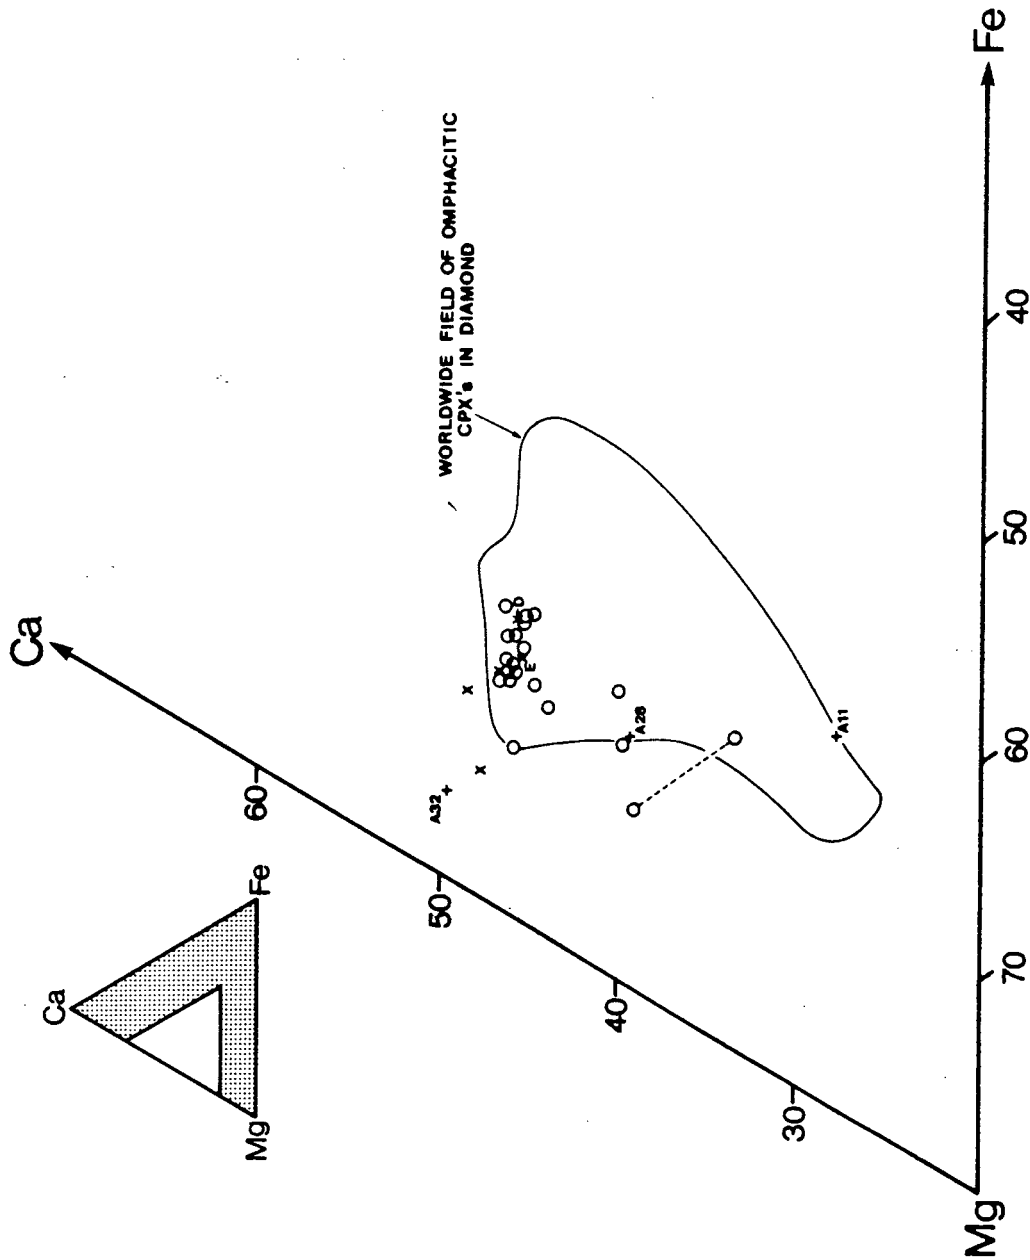 Ca
Mg
Fe
Ca
60
50
40
30
Mg
70
60
50
40
Fe
WORLDWIDE FIELD OF OMPHACITIC
CPX's IN DIAMOND
A32
D
E
A28
A11